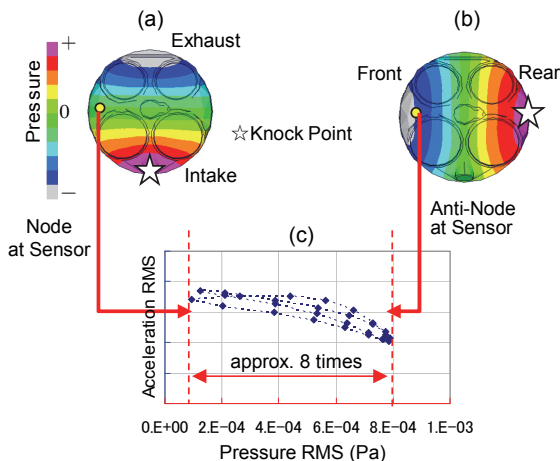 (a)
(b)
Exhaust
Intake
Front
Rear
Pressure
+
0
−
☆Knock Point
Node
at Sensor
Anti-Node
at Sensor
(c)
Acceleration RMS
approx. 8 times
0.E+00 2.E-04 4.E-04 6.E-04 8.E-04 1.E-03
Pressure RMS (Pa)